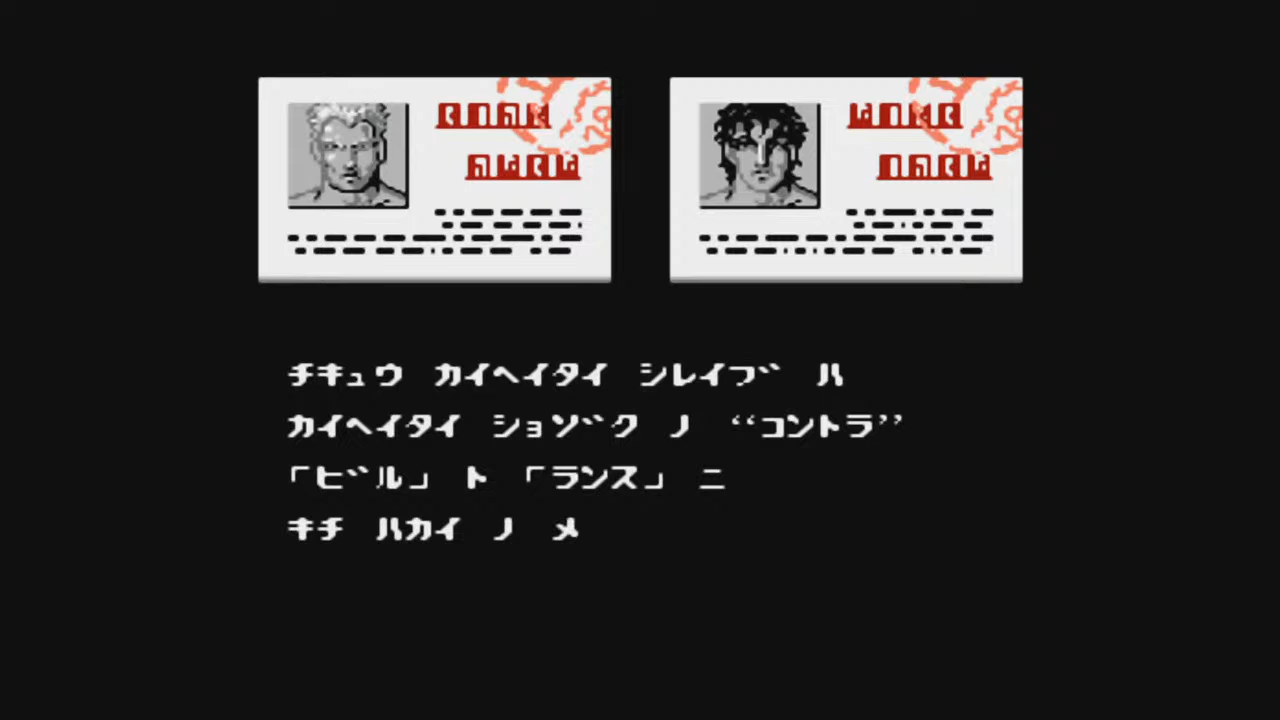 チキュウ カイヘイタイ シレイブ ハ
カイヘイタイ ショゾク ノ “コントラ”
「ビル」 ト 「ランス」 ニ
キチ ハカイ ノ メ